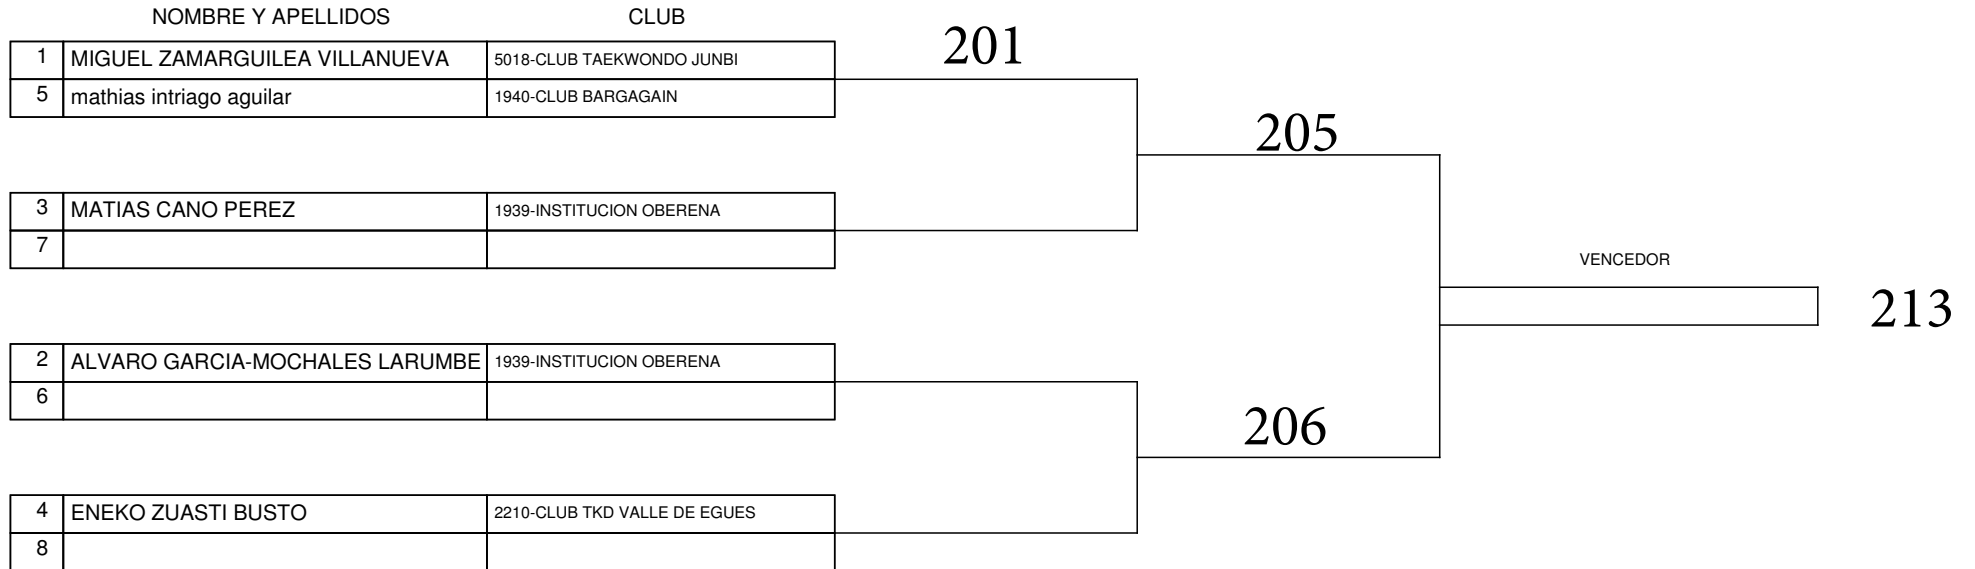 NOMBRE Y APELLIDOS CLUB
201
1 MIGUEL ZAMARGUILEA VILLANUEVA 5018-CLUB TAEKWONDO JUNBI
5 mathias intriago aguilar 1940-CLUB BARGAGAIN
205
3 MATIAS CANO PEREZ 1939-INSTITUCION OBERENA
7
VENCEDOR
213
2 ALVARO GARCIA-MOCHALES LARUMBE 1939-INSTITUCION OBERENA
6
206
4 ENEKO ZUASTI BUSTO 2210-CLUB TKD VALLE DE EGUES
8